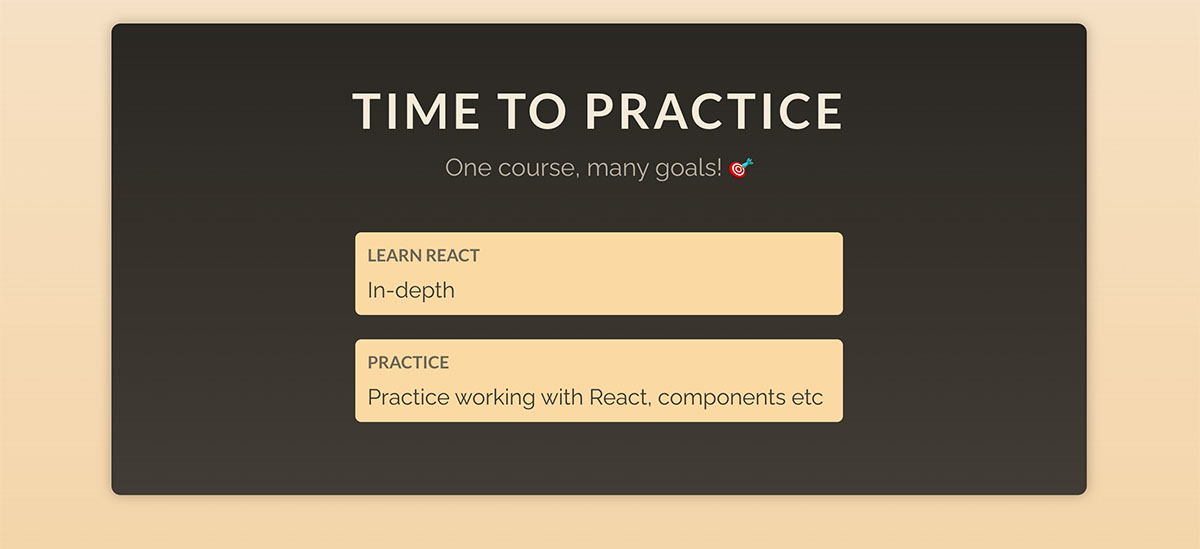 TIME TO PRACTICE
One course, many goals! 🎯
LEARN REACT
In-depth
PRACTICE
Practice working with React, components etc